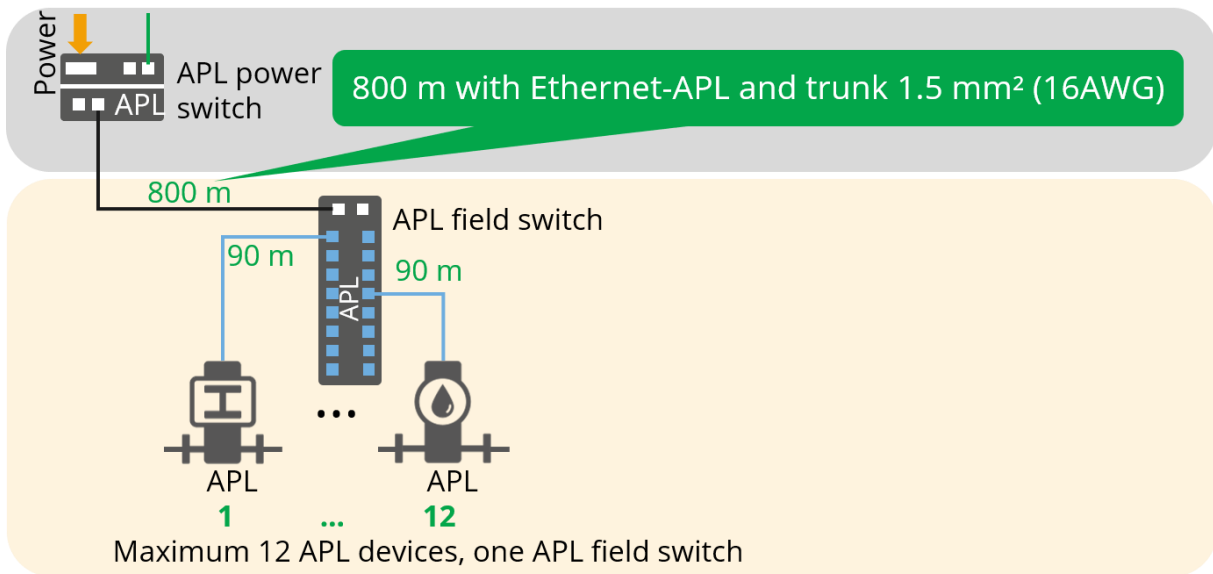 Power
APL power
switch
APL
800 m with Ethernet-APL and trunk 1.5 mm² (16AWG)
800 m
APL field switch
90 m
90 m
APL
...
APL
APL
1 ... 12
Maximum 12 APL devices, one APL field switch